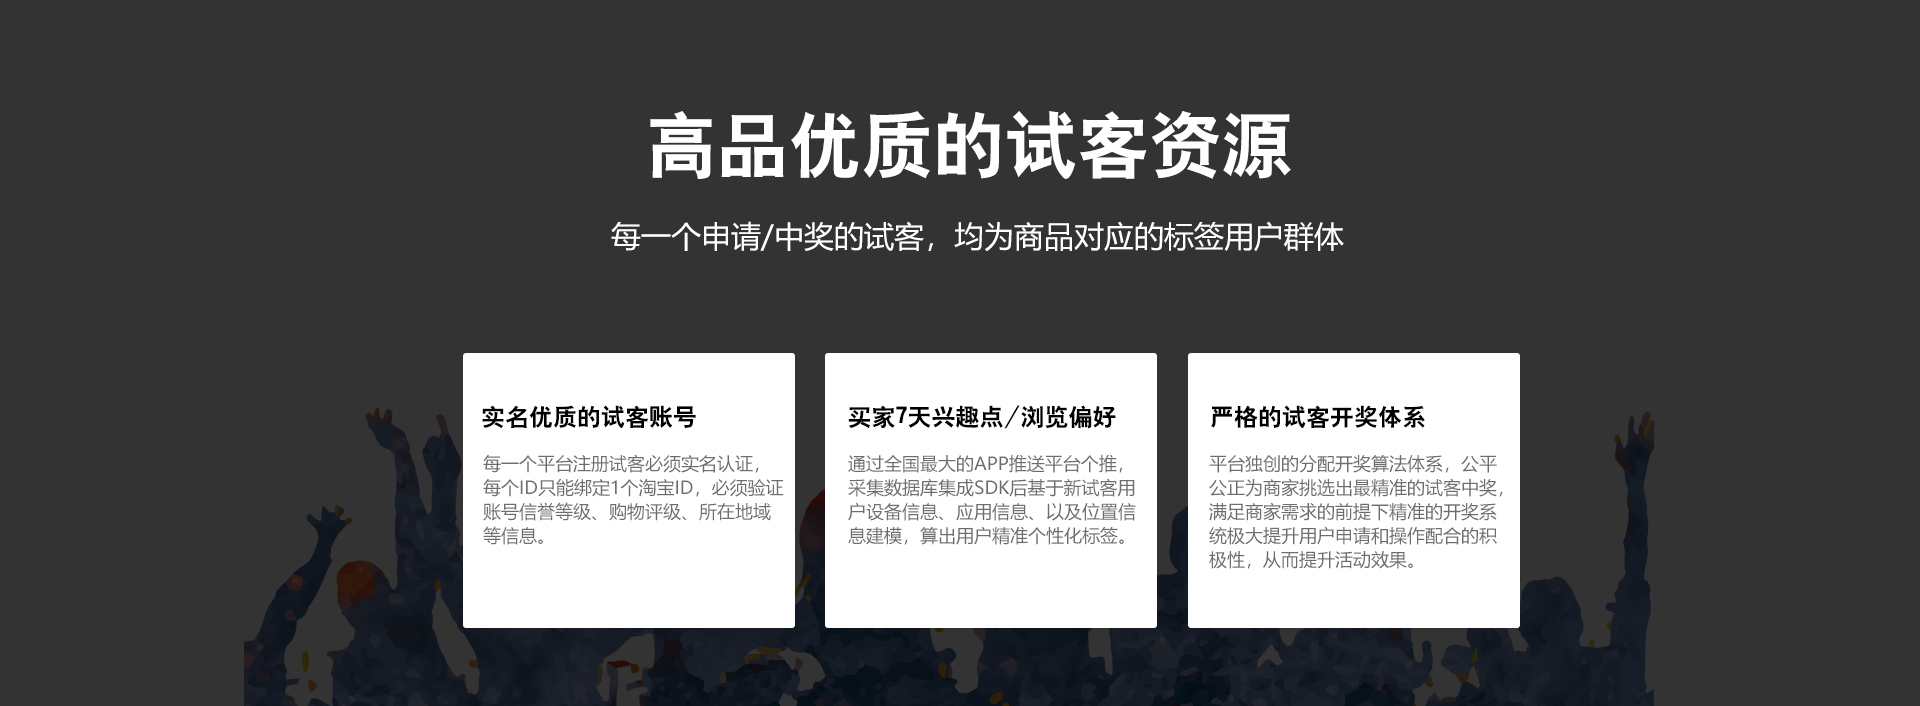 高品优质的试客资源
每一个申请/中奖的试客，均为商品对应的标签用户群体
实名优质的试客账号
每一个平台注册试客必须实名认证，
每个ID只能绑定1个淘宝ID，必须验证
账号信誉等级、购物评级、所在地域
等信息。
买家7天兴趣点/浏览偏好
通过全国最大的APP推送平台个推，
采集数据库集成SDK后基于新试客用
户设备信息、应用信息、以及位置信
息建模，算出用户精准个性化标签。
严格的试客开奖体系
平台独创的分配开奖算法体系，公平
公正为商家挑选出最精准的试客中奖，
满足商家需求的前提下精准的开奖系
统极大提升用户申请和操作配合的积
极性，从而提升活动效果。